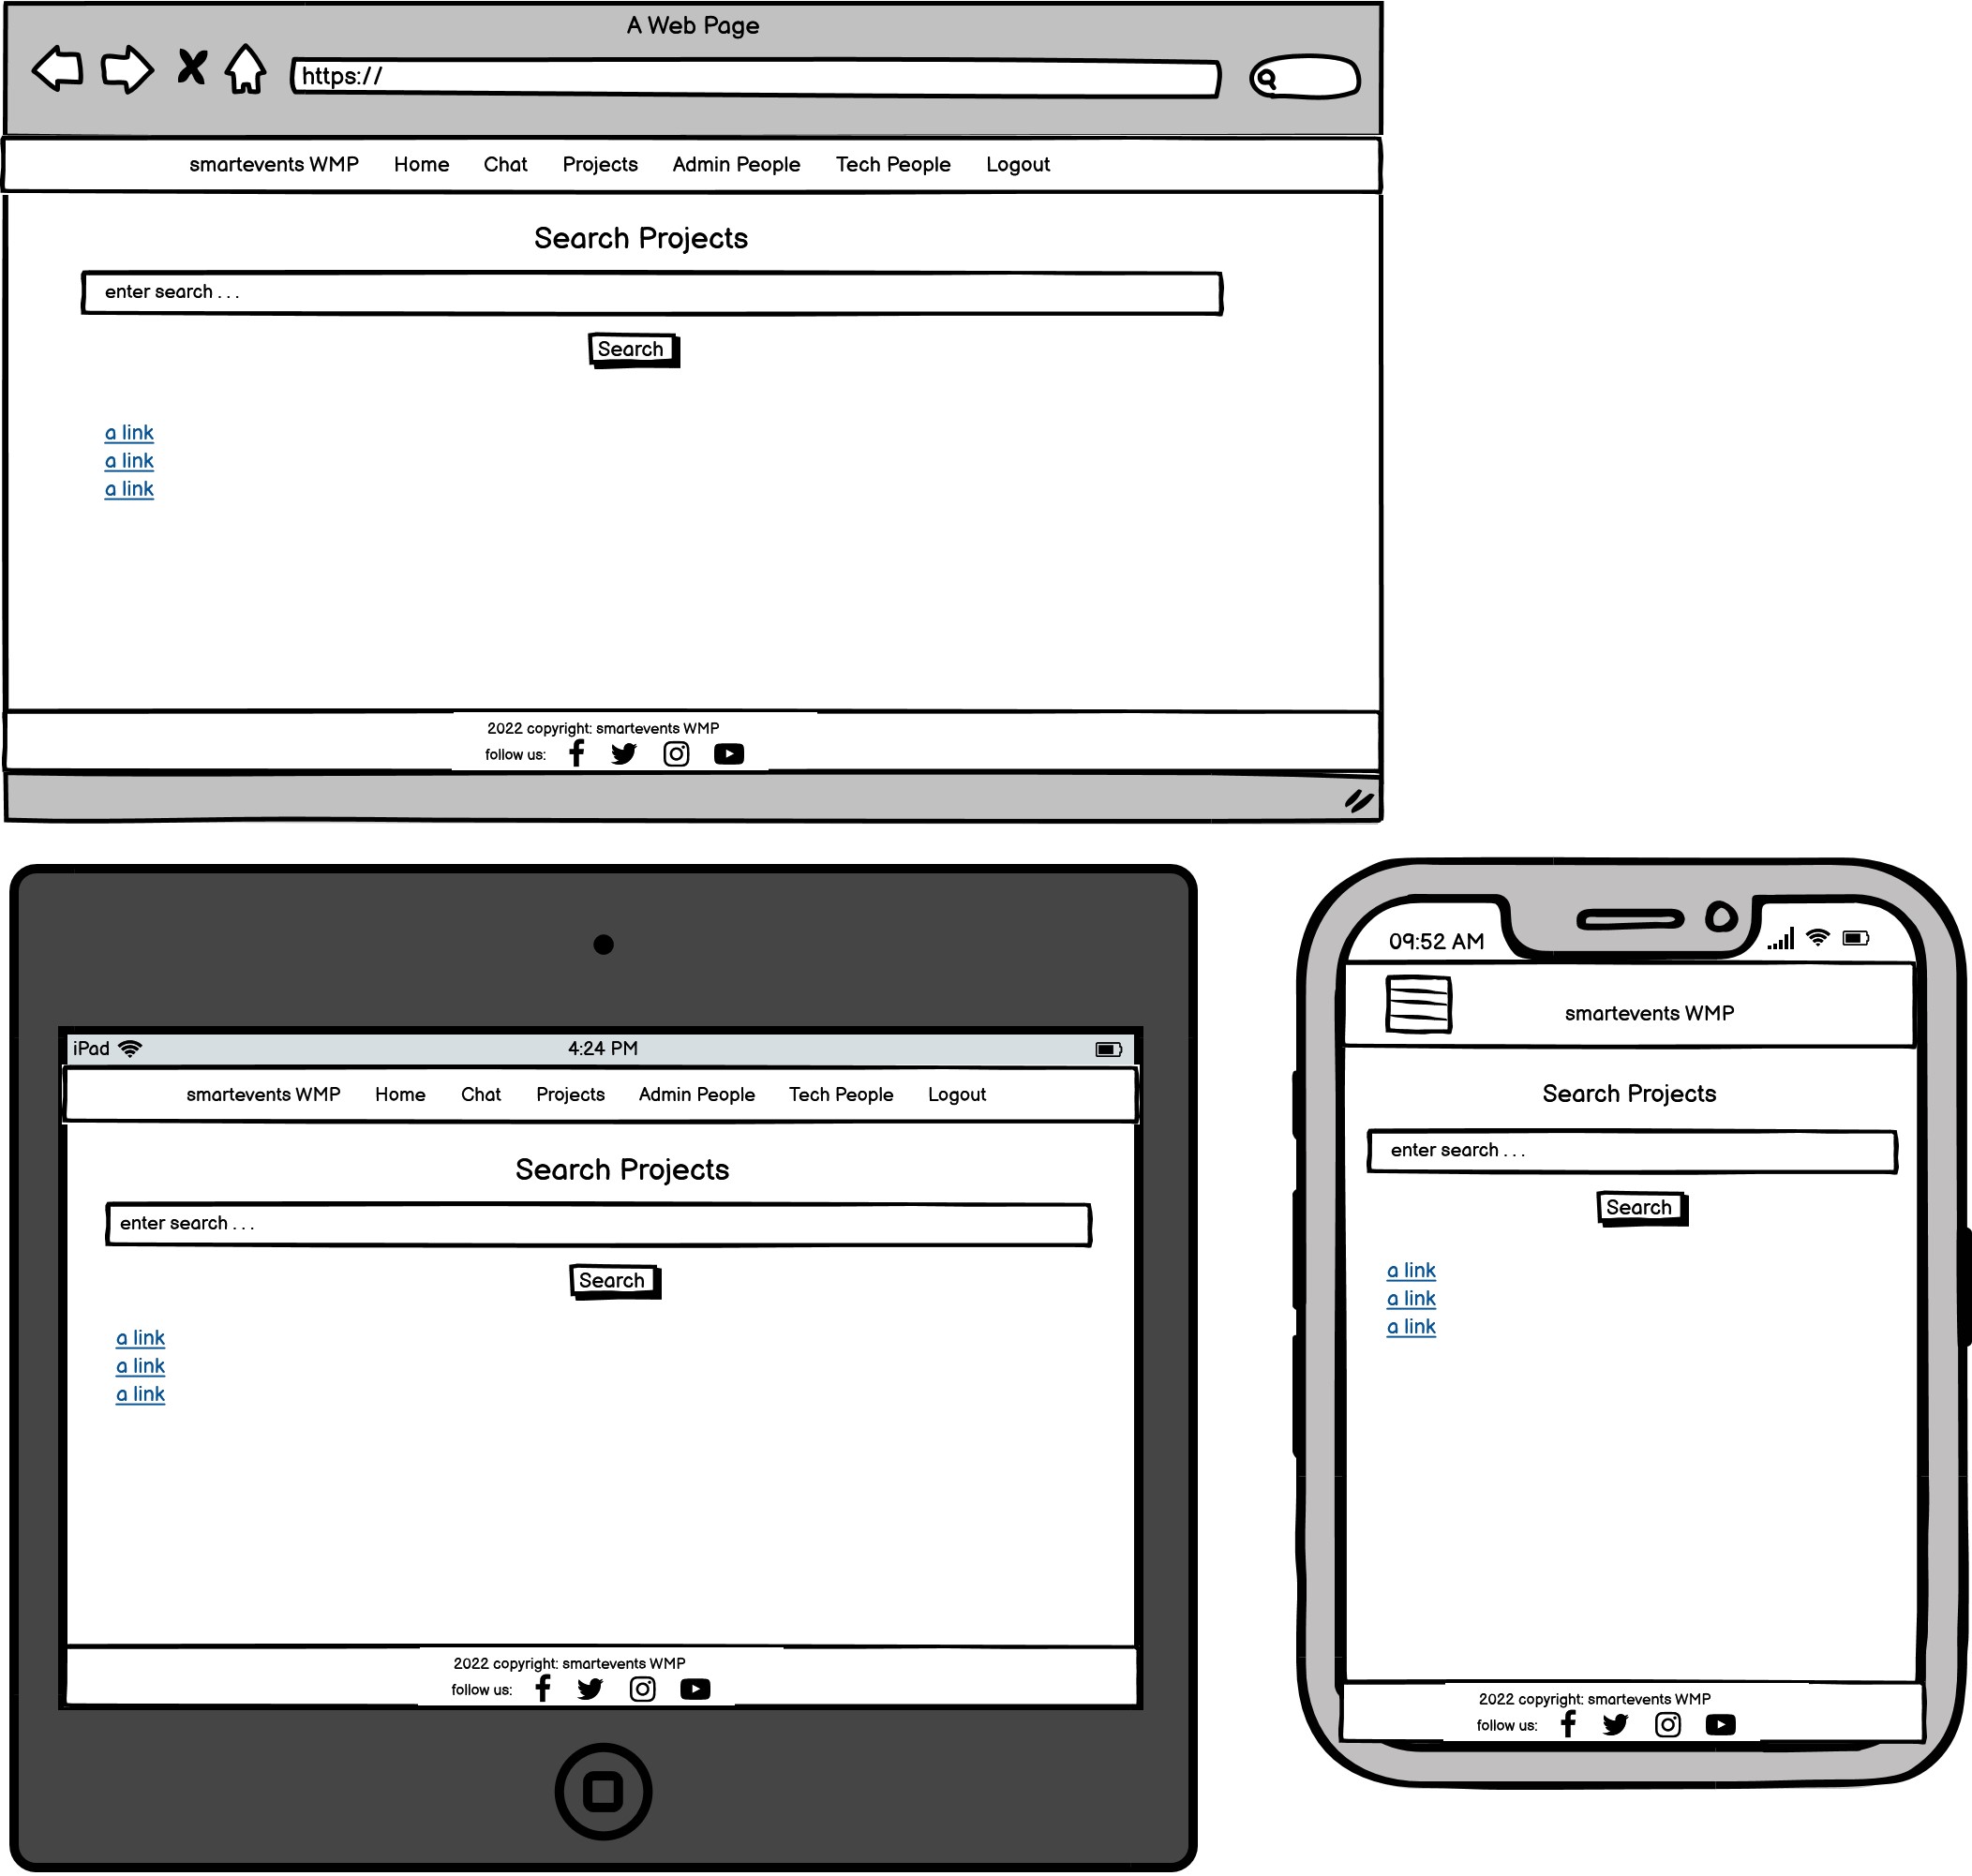 A Web Page
https://
smartevents WMP Home Chat Projects Admin People Tech People Logout
Search Projects
enter search . . .
Search
a link
a link
a link
2022 copyright: smartevents WMP
follow us:
iPad 4:24 PM
smartevents WMP Home Chat Projects Admin People Tech People Logout
Search Projects
enter search . . .
Search
a link
a link
a link
2022 copyright: smartevents WMP
follow us:
09:52 AM
smartevents WMP
Search Projects
enter search . . .
Search
a link
a link
a link
2022 copyright: smartevents WMP
follow us: